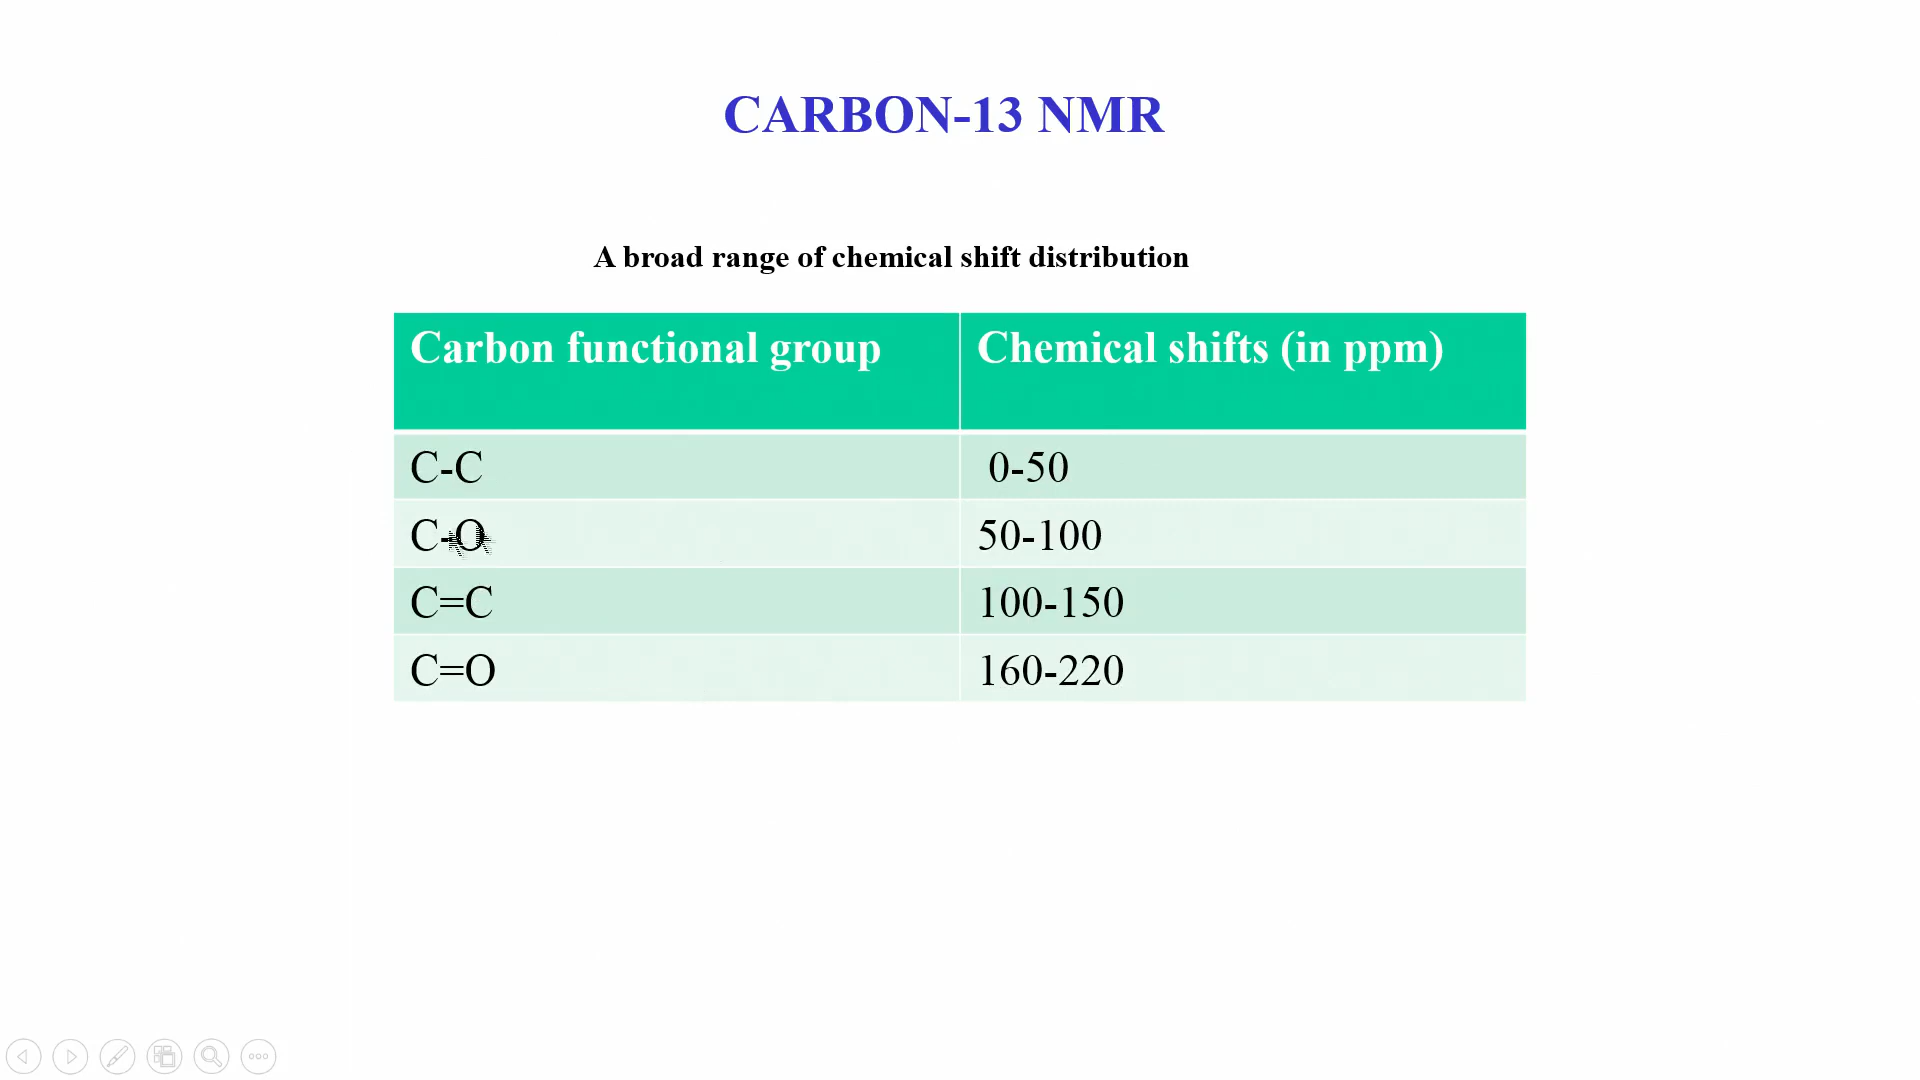 CARBON-13 NMR
A broad range of chemical shift distribution
Carbon functional group
Chemical shifts (in ppm)
C-C
0-50
C-O
50-100
C=C
100-150
C=O
160-220